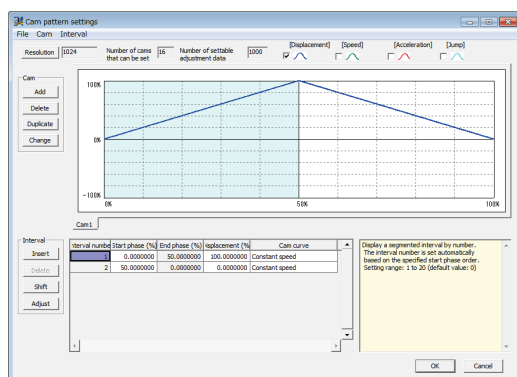 Cam pattern settings
File Cam Interval
Resolution 1024 Number of cams that can be set 16 Number of settable adjustment data 1000 [Displacement] [Speed] [Acceleration] [Jump]
Cam
Add
Delete
Duplicate
Change
100%
0%
-100%
0% 50% 100%
Cam1
Interval
Insert
Delete
Shift
Adjust
nterval numbe Start phase (%) End phase (%) isplacement (% Cam curve
1 0.0000000 50.0000000 100.0000000 Constant speed
2 50.0000000 0.0000000 0.0000000 Constant speed
Display a segmented interval by number.
The interval number is set automatically
based on the specified start phase order.
Setting range: 1 to 20 (default value: 0)
OK Cancel